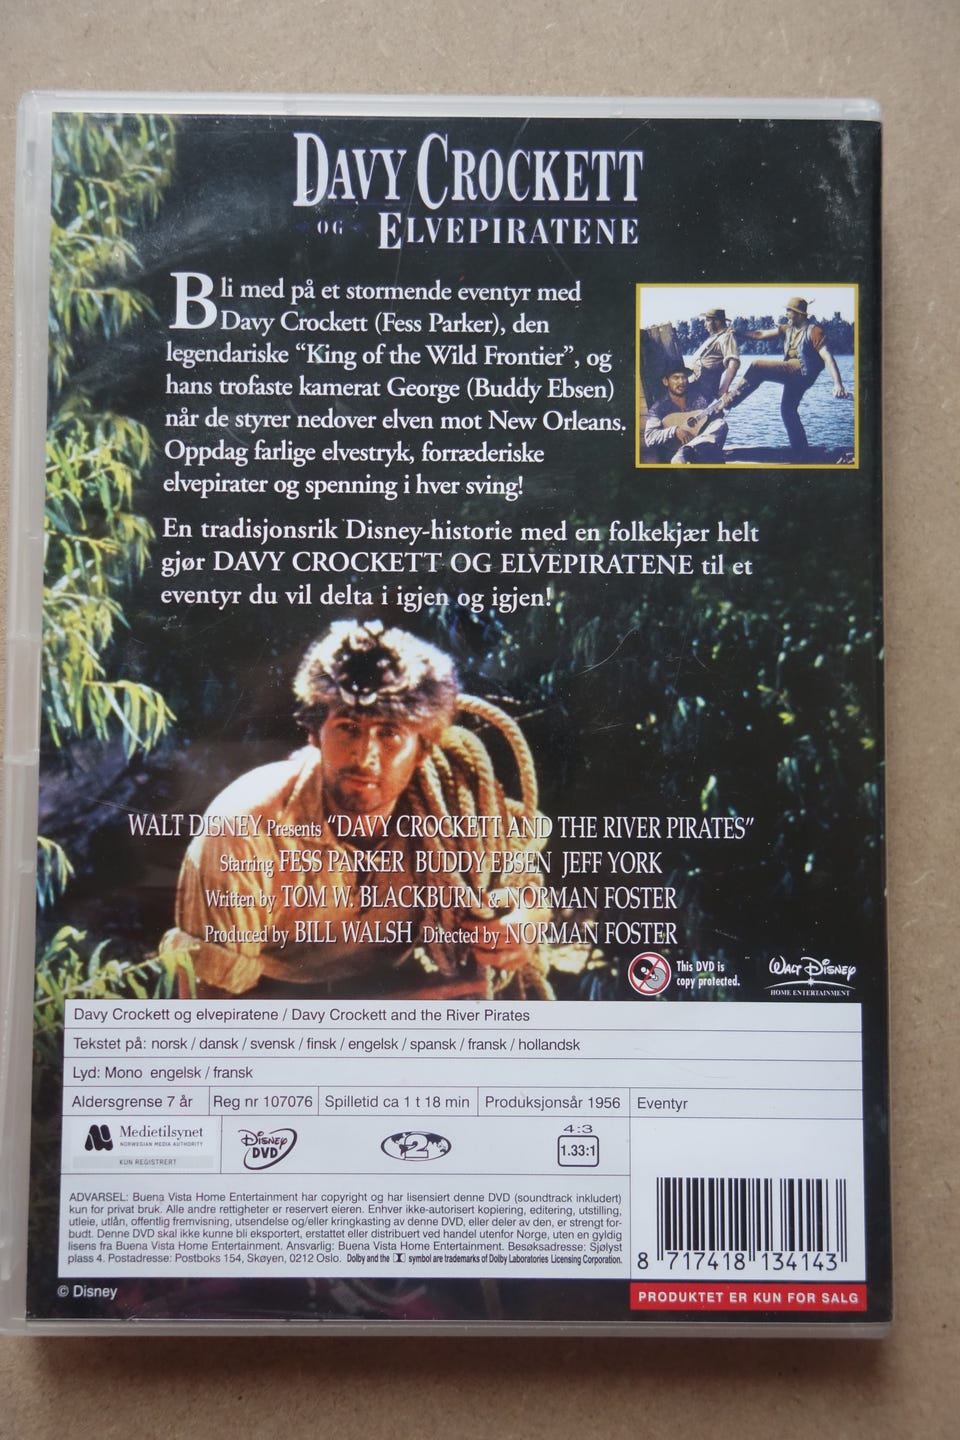 DAVY CROCKETT
OG ELVEPIRATENE
Bli med på et stormende eventyr med
Davy Crockett (Fess Parker), den
legendariske “King of the Wild Frontier”, og
hans trofaste kamerat George (Buddy Ebsen)
når de styrer nedover elven mot New Orleans.
Oppdag farlige elvestryk, forræderiske
elvepirater og spenning i hver sving!
En tradisjonsrik Disney-historie med en folkekjær helt
gjør DAVY CROCKETT OG ELVEPIRATENE til et
eventyr du vil delta i igjen og igjen!
WALT DISNEY Presents “DAVY CROCKETT AND THE RIVER PIRATES”
Starring FESS PARKER BUDDY EBSEN JEFF YORK
Written by TOM W. BLACKBURN & NORMAN FOSTER
Produced by BILL WALSH Directed by NORMAN FOSTER
This DVD is
copy protected.
WALT DISNEY
HOME ENTERTAINMENT
Davy Crockett og elvepiratene / Davy Crockett and the River Pirates
Tekstet på: norsk / dansk / svensk / finsk / engelsk / spansk / fransk / hollandsk
Lyd: Mono engelsk / fransk
Aldersgrense 7 år Reg nr 107076 Spilletid ca 1 t 18 min Produksjonsår 1956 Eventyr
Medietilsynet
NORWEGIAN MEDIA AUTHORITY
KUN REGISTRERT
DISNEY
DVD
2
4:3
1.33:1
ADVARSEL: Buena Vista Home Entertainment har copyright og har lisensiert denne DVD (soundtrack inkludert)
kun for privat bruk. Alle andre rettigheter er reservert eieren. Enhver ikke-autorisert kopiering, editering, utstilling,
utleie, utlån, offentlig fremvisning, utsendelse og/eller kringkasting av denne DVD, eller deler av den, er strengt for-
budt. Denne DVD skal ikke kunne bli eksportert, erstattet eller distribuert ved handel utenfor Norge, uten en gyldig
lisens fra Buena Vista Home Entertainment. Ansvarlig: Buena Vista Home Entertainment. Besøksadresse: Sjølyst
plass 4. Postadresse: Postboks 154, Skøyen, 0212 Oslo. Dolby and the symbol are trademarks of Dolby Laboratories Licensing Corporation.
8 717418 134143
© Disney
PRODUKTET ER KUN FOR SALG